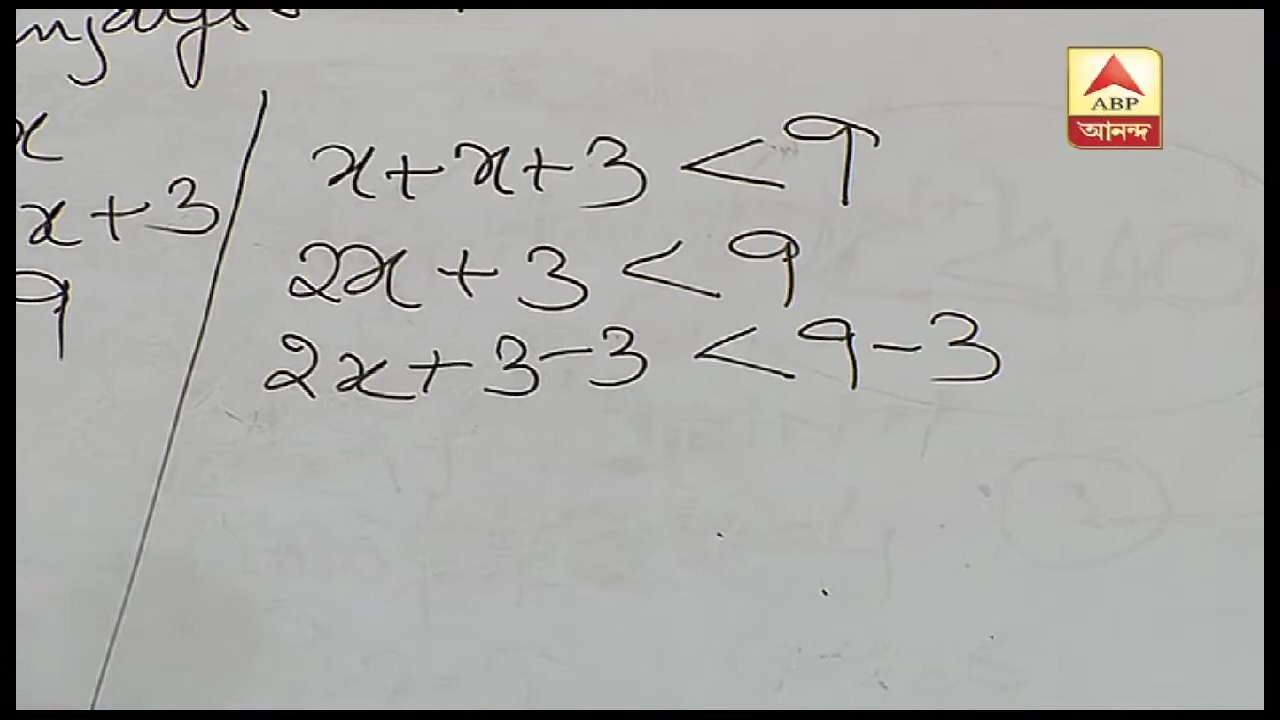 x
x + 3
9
x + x + 3 < 9
2x + 3 < 9
2x + 3 - 3 < 9 - 3
ABP
আনন্দ